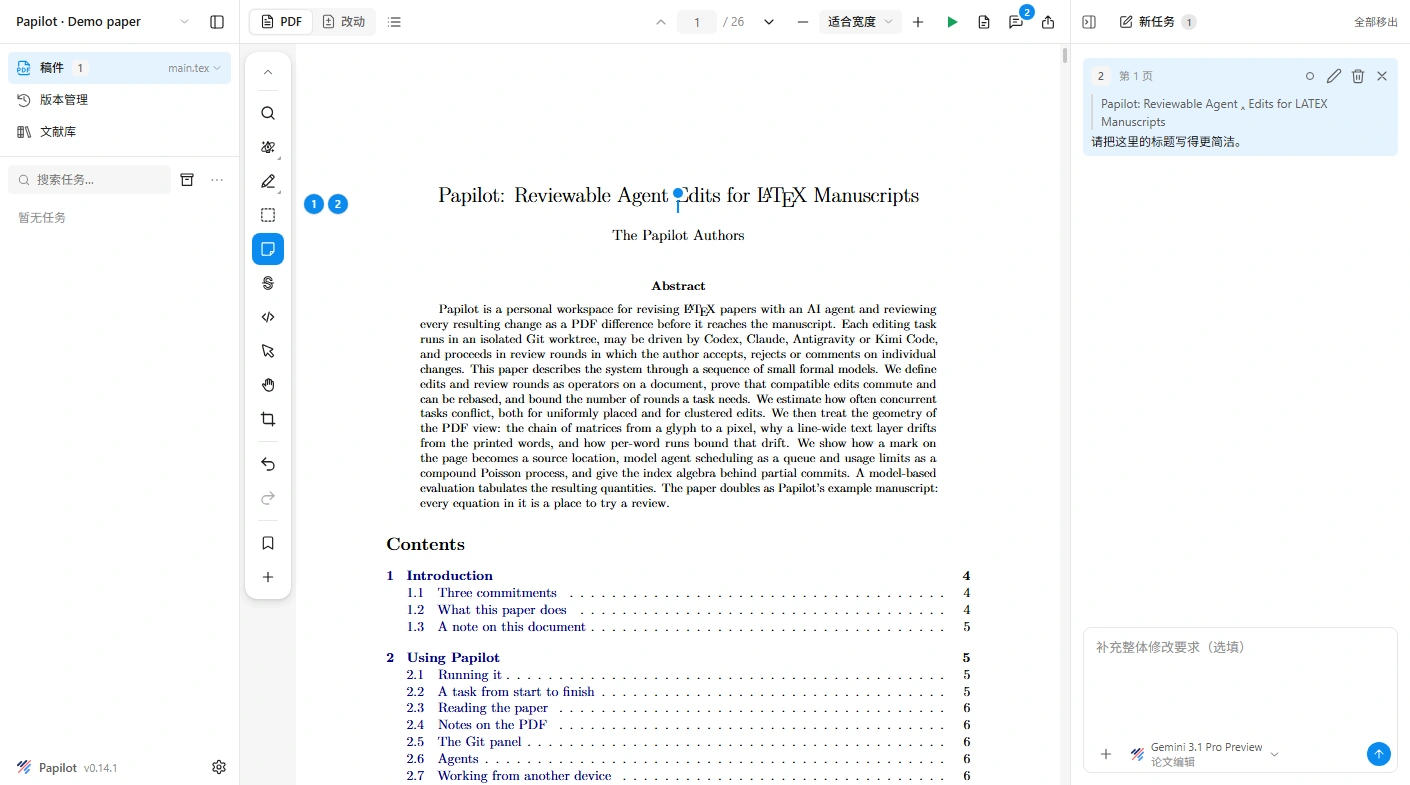 Papilot · Demo paper
PDF
改动
1
/ 26
适合宽度
2
新任务
1
全部移出
稿件
1
main.tex
版本管理
文献库
搜索任务...
暂无任务
Papilot v0.14.1
1
2
Papilot: Reviewable Agent Edits for LATEX Manuscripts
The Papilot Authors
Abstract
Papilot is a personal workspace for revising LATEX papers with an AI agent and reviewing
every resulting change as a PDF difference before it reaches the manuscript. Each editing task
runs in an isolated Git worktree, may be driven by Codex, Claude, Antigravity or Kimi Code,
and proceeds in review rounds in which the author accepts, rejects or comments on individual
changes. This paper describes the system through a sequence of small formal models. We define
edits and review rounds as operators on a document, prove that compatible edits commute and
can be rebased, and bound the number of rounds a task needs. We estimate how often concurrent
tasks conflict, both for uniformly placed and for clustered edits. We then treat the geometry of
the PDF view: the chain of matrices from a glyph to a pixel, why a line-wide text layer drifts
from the printed words, and how per-word runs bound that drift. We show how a mark on
the page becomes a source location, model agent scheduling as a queue and usage limits as a
compound Poisson process, and give the index algebra behind partial commits. A model-based
evaluation tabulates the resulting quantities. The paper doubles as Papilot's example manuscript:
every equation in it is a place to try a review.
Contents
1 Introduction 4
1.1 Three commitments . . . . . . . . . . . . . . . . . . . . . . . . . . . . . . . . . . . . 4
1.2 What this paper does . . . . . . . . . . . . . . . . . . . . . . . . . . . . . . . . . . . 4
1.3 A note on this document . . . . . . . . . . . . . . . . . . . . . . . . . . . . . . . . . . 5
2 Using Papilot 5
2.1 Running it . . . . . . . . . . . . . . . . . . . . . . . . . . . . . . . . . . . . . . . . . . 5
2.2 A task from start to finish . . . . . . . . . . . . . . . . . . . . . . . . . . . . . . . . . 5
2.3 Reading the paper . . . . . . . . . . . . . . . . . . . . . . . . . . . . . . . . . . . . . 6
2.4 Notes on the PDF . . . . . . . . . . . . . . . . . . . . . . . . . . . . . . . . . . . . . 6
2.5 The Git panel . . . . . . . . . . . . . . . . . . . . . . . . . . . . . . . . . . . . . . . . 6
2.6 Agents . . . . . . . . . . . . . . . . . . . . . . . . . . . . . . . . . . . . . . . . . . . . 6
2.7 Working from another device . . . . . . . . . . . . . . . . . . . . . . . . . . . . . . . 6
2 第 1 页
Papilot: Reviewable Agent ‸ Edits for LATEX
Manuscripts
请把这里的标题写得更简洁。
补充整体修改要求（选填）
Gemini 3.1 Pro Preview
论文编辑